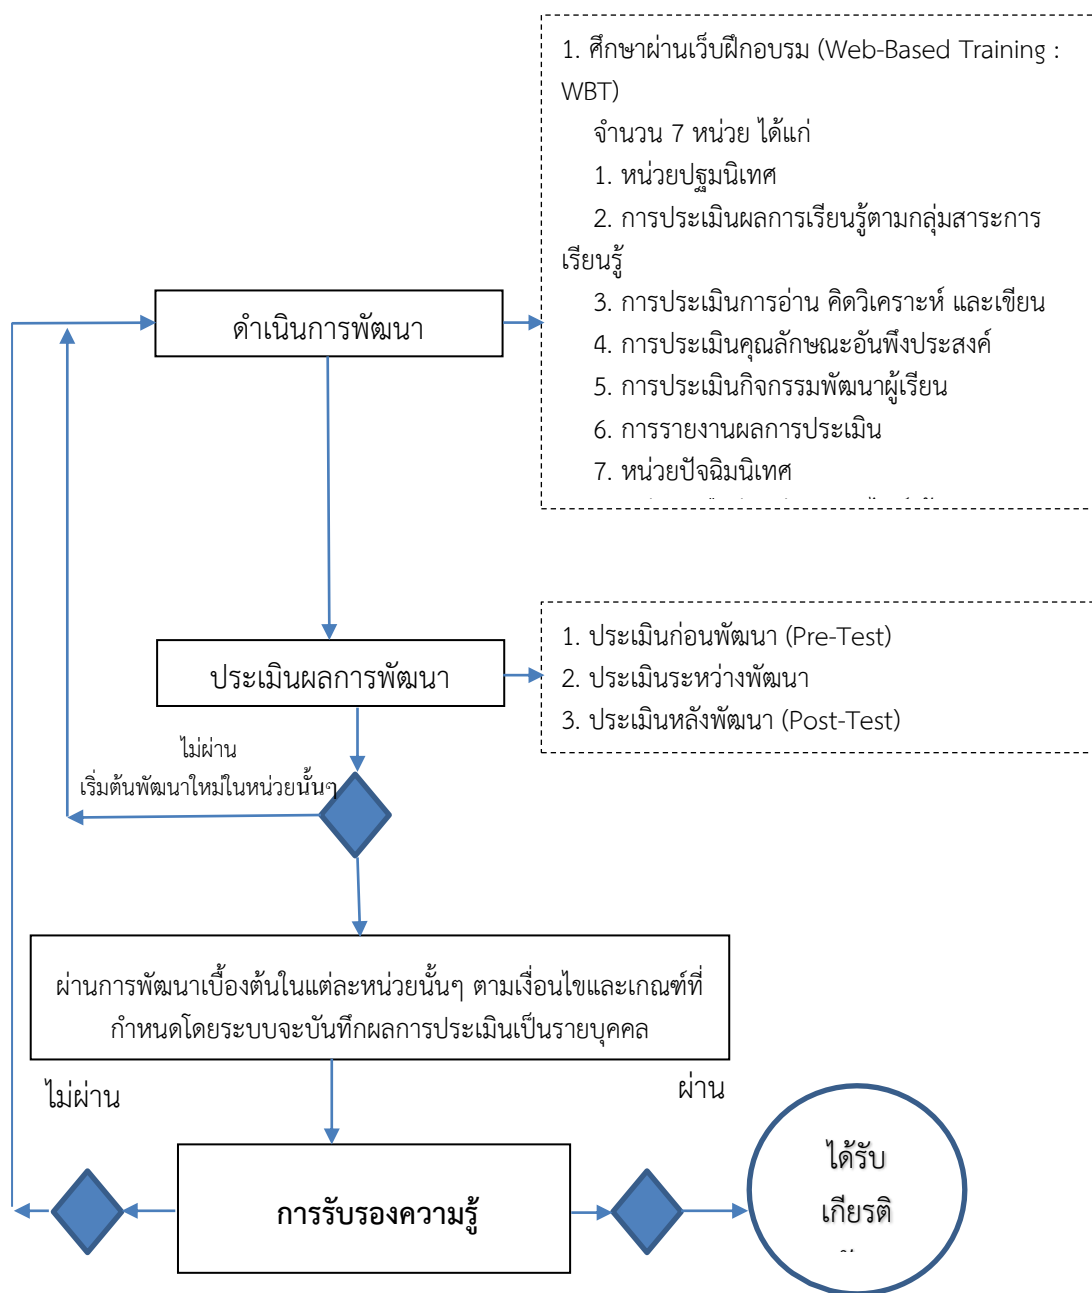 1. ศึกษาผ่านเว็บฝึกอบรม (Web-Based Training :
WBT)
จำนวน 7 หน่วย ได้แก่
1. หน่วยปฐมนิเทศ
2. การประเมินผลการเรียนรู้ตามกลุ่มสาระการ
เรียนรู้
3. การประเมินการอ่าน คิดวิเคราะห์ และเขียน
4. การประเมินคุณลักษณะอันพึงประสงค์
5. การประเมินกิจกรรมพัฒนาผู้เรียน
6. การรายงานผลการประเมิน
7. หน่วยปัจฉิมนิเทศ
ดำเนินการพัฒนา
ประเมินผลการพัฒนา
1. ประเมินก่อนพัฒนา (Pre-Test)
2. ประเมินระหว่างพัฒนา
3. ประเมินหลังพัฒนา (Post-Test)
ไม่ผ่าน
เริ่มต้นพัฒนาใหม่ในหน่วยนั้นๆ
ผ่านการพัฒนาเบื้องต้นในแต่ละหน่วยนั้นๆ ตามเงื่อนไขและเกณฑ์ที่
กำหนดโดยระบบจะบันทึกผลการประเมินเป็นรายบุคคล
ไม่ผ่าน
ผ่าน
การรับรองความรู้
ได้รับ
เกียรติ